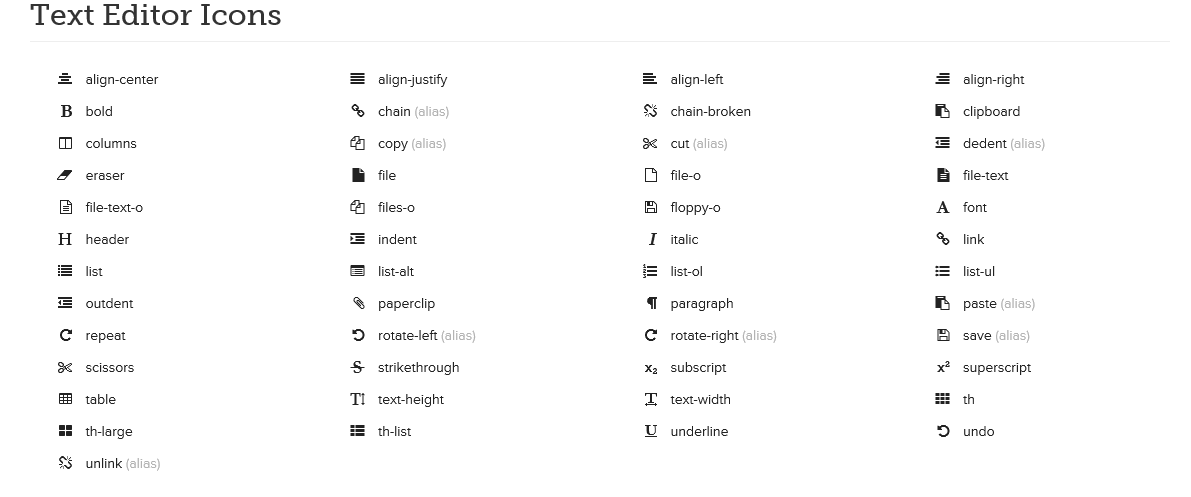 Text Editor Icons
align-center align-justify align-left align-right
bold chain (alias) chain-broken clipboard
columns copy (alias) cut (alias) dedent (alias)
eraser file file-o file-text
file-text-o files-o floppy-o font
header indent italic link
list list-alt list-ol list-ul
outdent paperclip paragraph paste (alias)
repeat rotate-left (alias) rotate-right (alias) save (alias)
scissors strikethrough subscript superscript
table text-height text-width th
th-large th-list underline undo
unlink (alias)